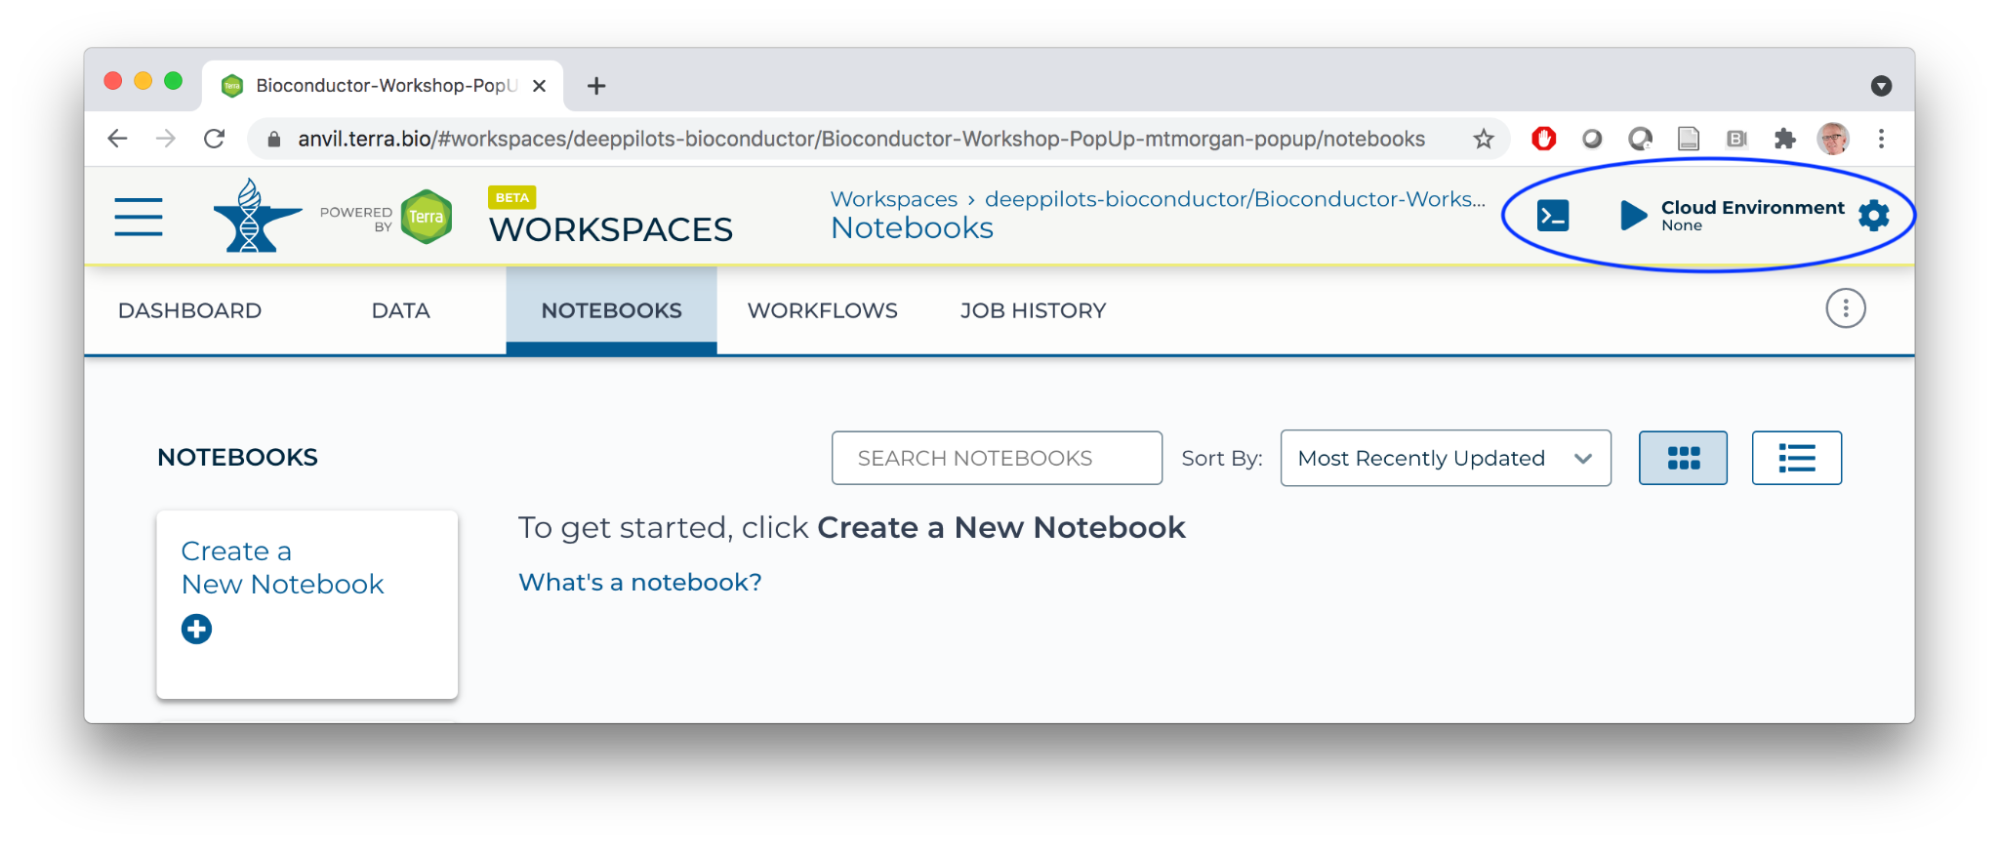 Bioconductor-Workshop-PopU
anvil.terra.bio/#workspaces/deeppilots-bioconductor/Bioconductor-Workshop-PopUp-mtmorgan-popup/notebooks
POWERED
BY
Terra
BETA
WORKSPACES
Workspaces › deeppilots-bioconductor/Bioconductor-Works...
Notebooks
Cloud Environment
None
DASHBOARD
DATA
NOTEBOOKS
WORKFLOWS
JOB HISTORY
NOTEBOOKS
SEARCH NOTEBOOKS
Sort By:
Most Recently Updated
Create a
New Notebook
To get started, click Create a New Notebook
What's a notebook?